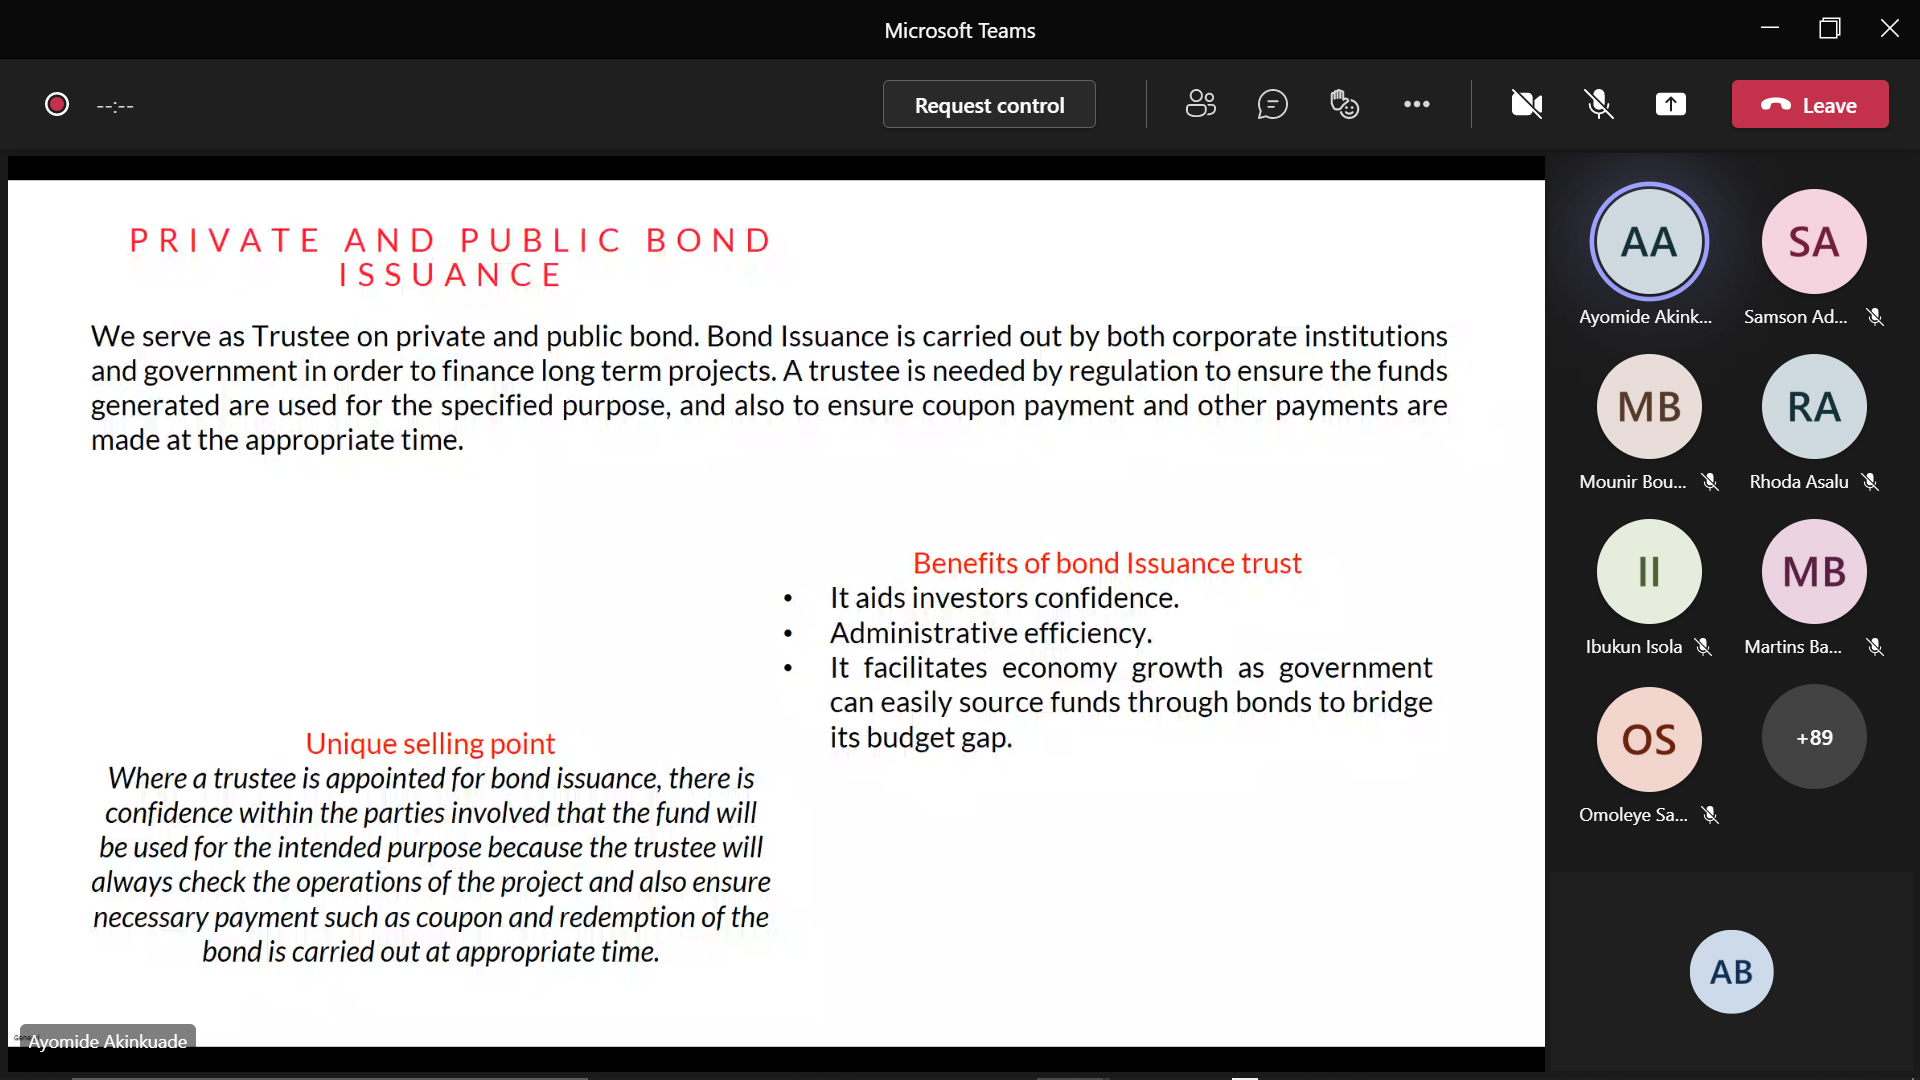 Microsoft Teams
--:--
Request control
Leave
PRIVATE AND PUBLIC BOND
ISSUANCE
We serve as Trustee on private and public bond. Bond Issuance is carried out by both corporate institutions
and government in order to finance long term projects. A trustee is needed by regulation to ensure the funds
generated are used for the specified purpose, and also to ensure coupon payment and other payments are
made at the appropriate time.
Benefits of bond Issuance trust
• It aids investors confidence.
• Administrative efficiency.
• It facilitates economy growth as government
can easily source funds through bonds to bridge
its budget gap.
Unique selling point
Where a trustee is appointed for bond issuance, there is
confidence within the parties involved that the fund will
be used for the intended purpose because the trustee will
always check the operations of the project and also ensure
necessary payment such as coupon and redemption of the
bond is carried out at appropriate time.
Ayomide Akinkuade
AA
Ayomide Akink...
SA
Samson Ad...
MB
Mounir Bou...
RA
Rhoda Asalu
II
Ibukun Isola
MB
Martins Ba...
OS
Omoleye Sa...
+89
AB